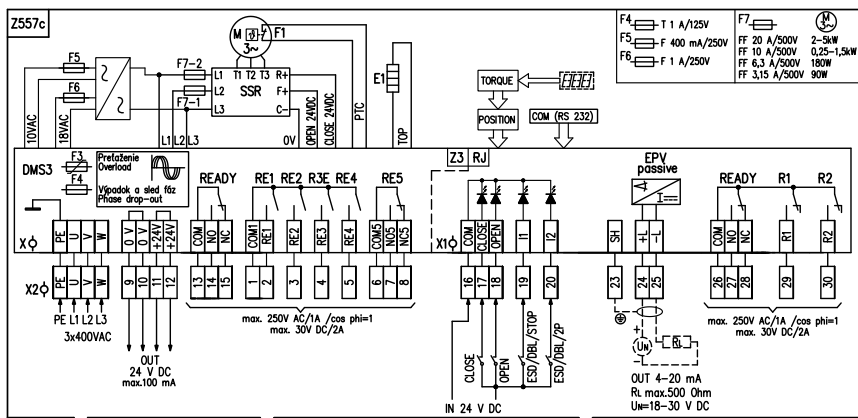 Z557c
F5
F6
10VAC
18VAC
F7-2
F7-1
L1 L2 L3
M
3~
F1
T1 T2 T3
L1
L2
L3
SSR
R+
F+
C-
0V
OPEN 24VDC
CLOSE 24VDC
PTC
E1
TOP
TORQUE
POSITION
COM (RS 232)
F4 T 1 A/125V
F5 F 400 mA/250V
F6 F 1 A/250V
F7
M
3~
FF 20 A/500V 2-5kW
FF 10 A/500V 0,25-1,5kW
FF 6,3 A/500V 180W
FF 3,15 A/500V 90W
DMS3
F3
F4
Preťaženie
Overload
Výpadok a sled fáz
Phase drop-out
Z3 RJ
READY
RE1 RE2 R3E RE4
RE5
EPV
passive
READY
R1
R2
X
PE U V W
0 V 0 V +24V +24V
COM NO NC
COM1 RE1 RE2 RE3 RE4
COM5 NO5 NC5
X1
COM CLOSE OPEN I1 I2
SH +L -L
COM NO NC R1 R2
X2
PE U V W
9 10 11 12
13 14 15
1 2 3 4 5
6 7 8
16 17 18 19 20
23 24 25
26 27 28 29 30
PE L1 L2 L3
3x400VAC
OUT
24 V DC
max.100 mA
max. 250V AC/1A /cos phi=1
max. 30V DC/2A
CLOSE
OPEN
ESD/DBL/STOP
ESD/DBL/2P
IN 24 V DC
+
UN
-
RL
OUT 4-20 mA
RL max.500 Ohm
UN=18-30 V DC
max. 250V AC/1A /cos phi=1
max. 30V DC/2A